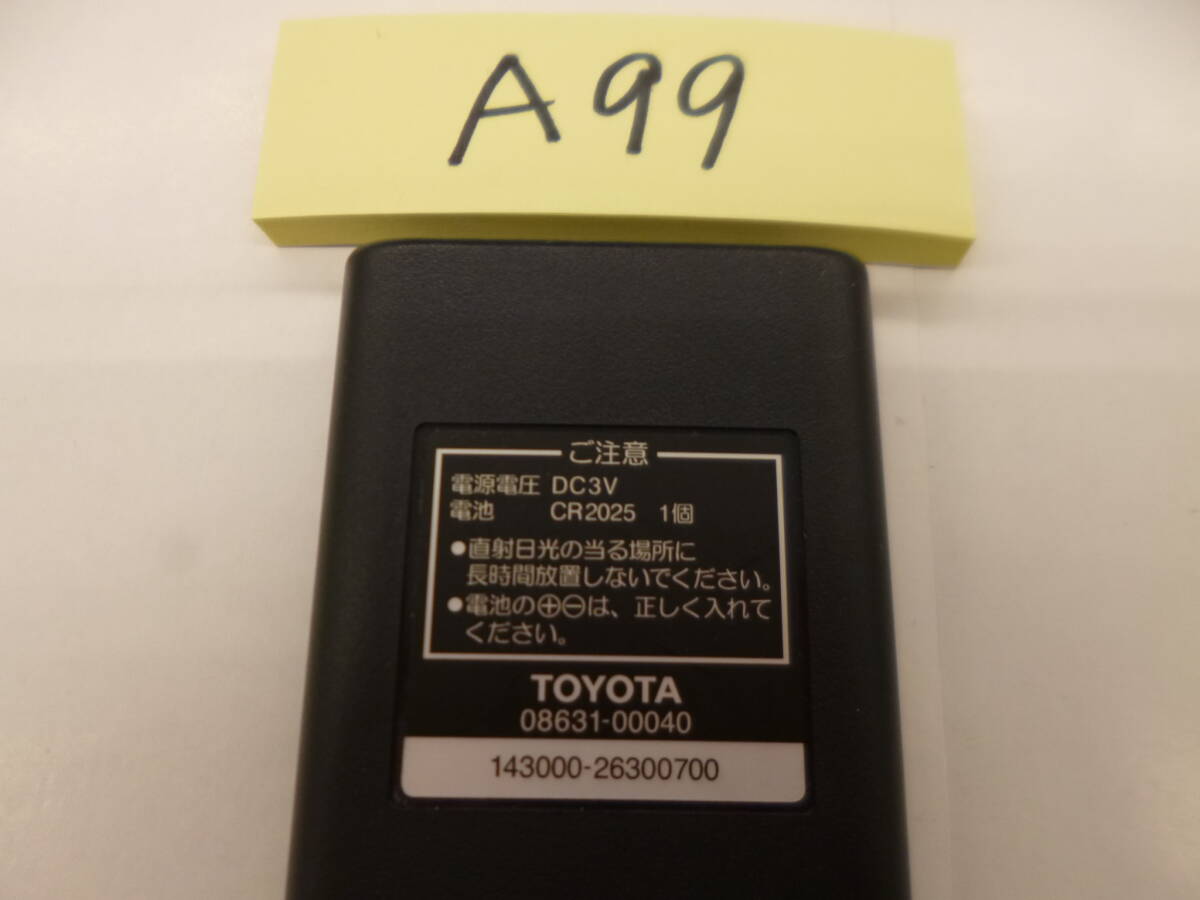 A99
ご注意
電源電圧 DC3V
電池 CR2025 1個
●直射日光の当る場所に
長時間放置しないでください。
●電池の⊕⊖は、正しく入れて
ください。
TOYOTA
08631-00040
143000-26300700